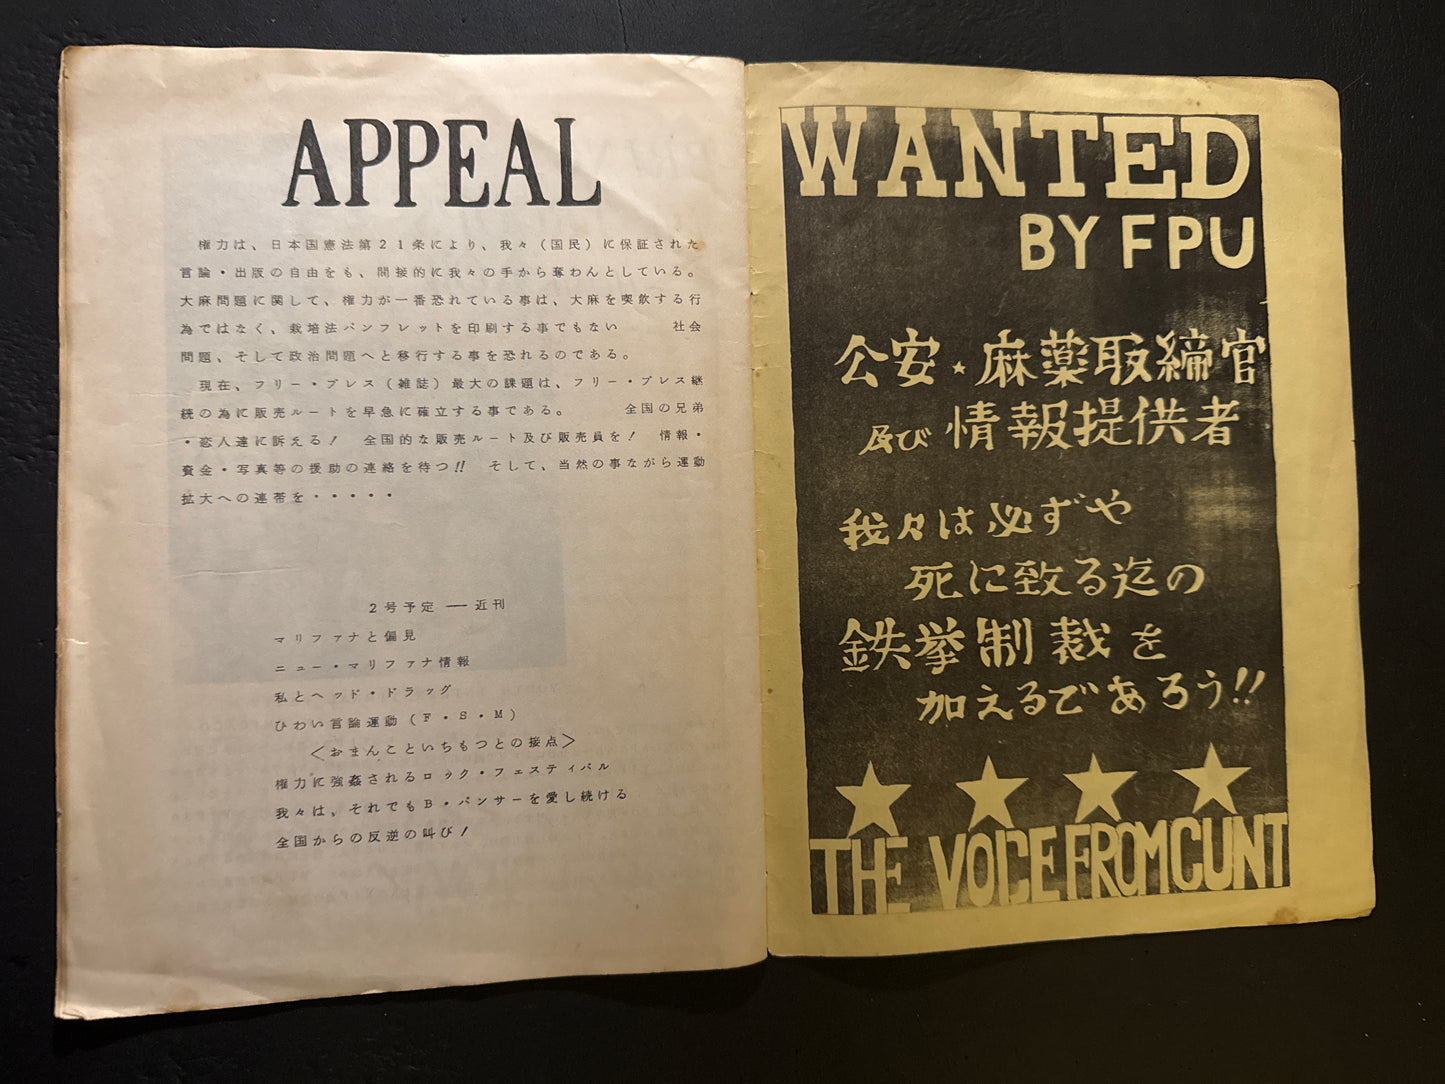 APPEAL
権力は、日本国憲法第21条により、我々（国民）に保証された
言論・出版の自由をも、間接的に我々の手から奪わんとしている。
大麻問題に関して、権力が一番恐れている事は、大麻を喫飲する行
為ではなく、栽培法パンフレットを印刷する事でもない　　社会
問題、そして政治問題へと移行する事を恐れるのである。
現在、フリー・プレス（雑誌）最大の課題は、フリー・プレス継
続の為に販売ルートを早急に確立する事である。　　全国の兄弟
・恋人達に訴える！　全国的な販売ルート及び販売員を！　情報・
資金・写真等の援助の連絡を待つ!!　そして、当然の事ながら運動
拡大への連帯を・・・・・
2号予定 ── 近刊
マリファナと偏見
ニュー・マリファナ情報
私とヘッド・ドラッグ
ひわい言論運動（F・S・M）
＜おまんこといちもつとの接点＞
権力に強姦されるロック・フェスティバル
我々は、それでもB・パンサーを愛し続ける
全国からの反逆の叫び！
WANTED
BY FPU
公安★麻薬取締官
及び情報提供者
我々は必ずや
死に致る迄の
鉄拳制裁を
加えるであろう!!
★★★★
THE VOICE FROM CUNT